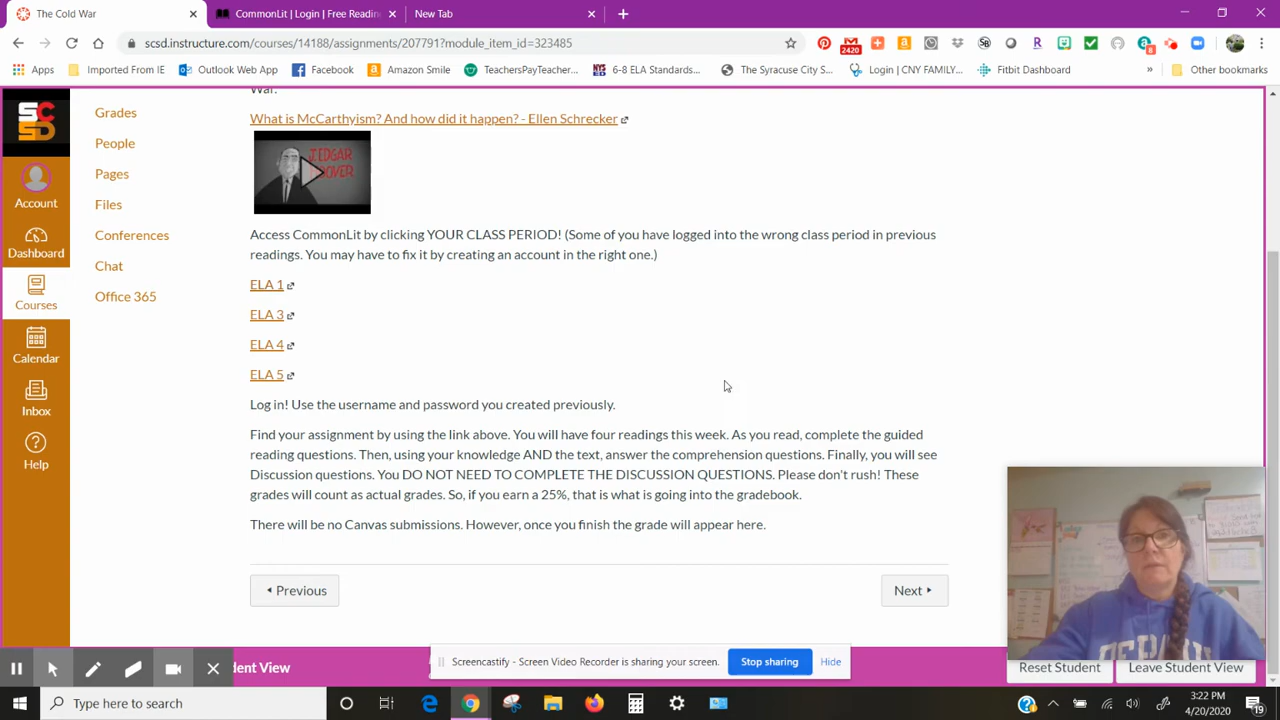 The Cold War
CommonLit | Login | Free Readin
New Tab
scsd.instructure.com/courses/14188/assignments/207791?module_item_id=323485
2420
8
Apps
Imported From IE
Outlook Web App
Facebook
Amazon Smile
TeachersPayTeacher...
6-8 ELA Standards...
The Syracuse City S...
Login | CNY FAMILY...
Fitbit Dashboard
»
Other bookmarks
SC
SD
Account
Dashboard
Courses
Calendar
Inbox
Help
Grades
People
Pages
Files
Conferences
Chat
Office 365
War.
What is McCarthyism? And how did it happen? - Ellen Schrecker
J. EDGAR
HOOVER
Access CommonLit by clicking YOUR CLASS PERIOD! (Some of you have logged into the wrong class period in previous
readings. You may have to fix it by creating an account in the right one.)
ELA 1
ELA 3
ELA 4
ELA 5
Log in! Use the username and password you created previously.
Find your assignment by using the link above. You will have four readings this week. As you read, complete the guided
reading questions. Then, using your knowledge AND the text, answer the comprehension questions. Finally, you will see
Discussion questions. You DO NOT NEED TO COMPLETE THE DISCUSSION QUESTIONS. Please don't rush! These
grades will count as actual grades. So, if you earn a 25%, that is what is going into the gradebook.
There will be no Canvas submissions. However, once you finish the grade will appear here.
Previous
Next
dent View
Screencastify - Screen Video Recorder is sharing your screen.
Stop sharing
Hide
Reset Student
Leave Student View
Type here to search
3:22 PM
4/20/2020
19